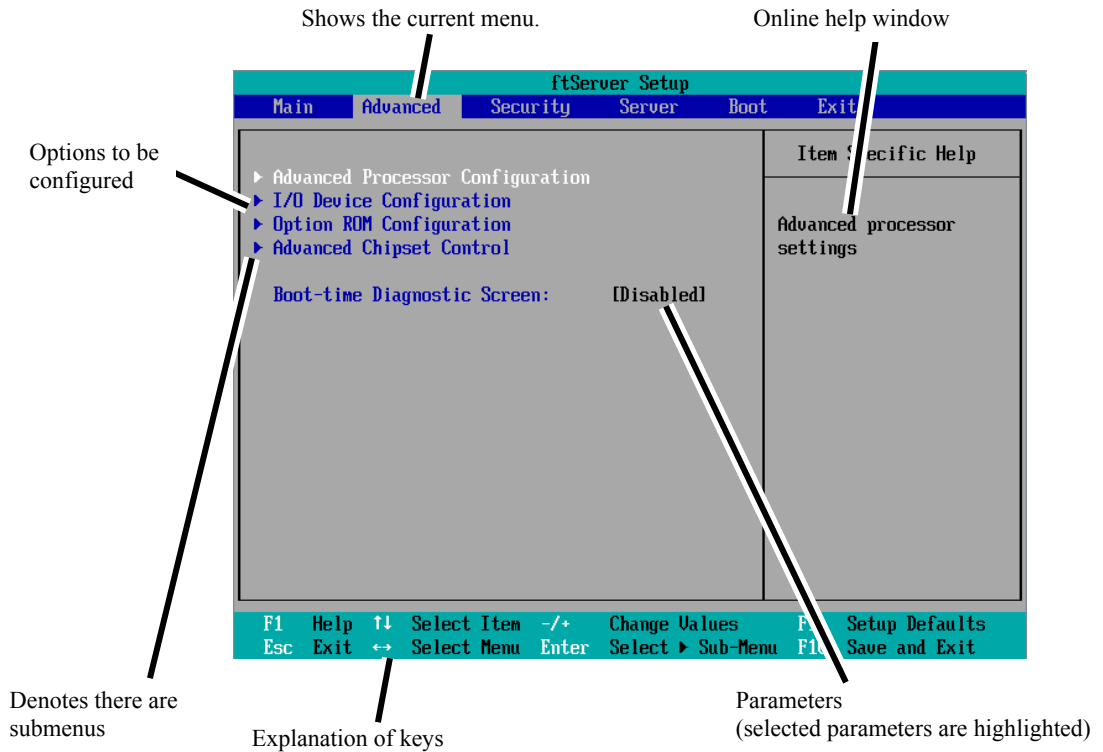 Shows the current menu.
Online help window
ftServer Setup
Main Advanced Security Server Boot Exit
Options to be
configured
Item Specific Help
▶ Advanced Processor Configuration
▶ I/O Device Configuration
▶ Option ROM Configuration
▶ Advanced Chipset Control
Boot-time Diagnostic Screen: [Disabled]
Advanced processor
settings
F1 Help ↑↓ Select Item -/+ Change Values F9 Setup Defaults
Esc Exit ↔ Select Menu Enter Select ▶ Sub-Menu F10 Save and Exit
Denotes there are
submenus
Explanation of keys
Parameters
(selected parameters are highlighted)